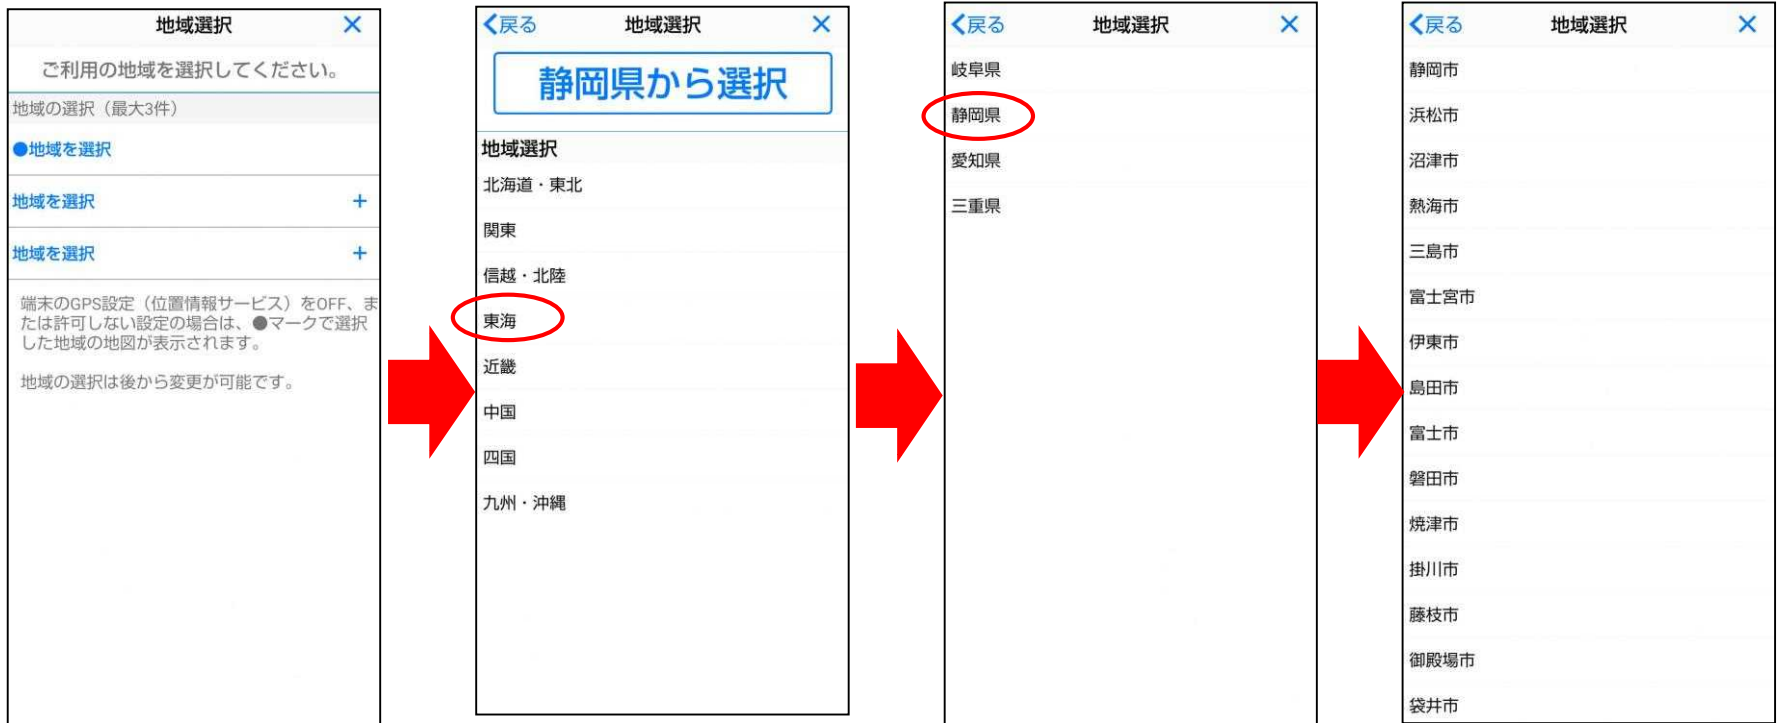 地域選択 ×
ご利用の地域を選択してください。
地域の選択（最大3件）
●地域を選択
地域を選択 +
地域を選択 +
端末のGPS設定（位置情報サービス）をOFF、ま
たは許可しない設定の場合は、●マークで選択
した地域の地図が表示されます。
地域の選択は後から変更が可能です。
戻る 地域選択 ×
静岡県から選択
地域選択
北海道・東北
関東
信越・北陸
東海
近畿
中国
四国
九州・沖縄
戻る 地域選択 ×
岐阜県
静岡県
愛知県
三重県
戻る 地域選択 ×
静岡市
浜松市
沼津市
熱海市
三島市
富士宮市
伊東市
島田市
富士市
磐田市
焼津市
掛川市
藤枝市
御殿場市
袋井市